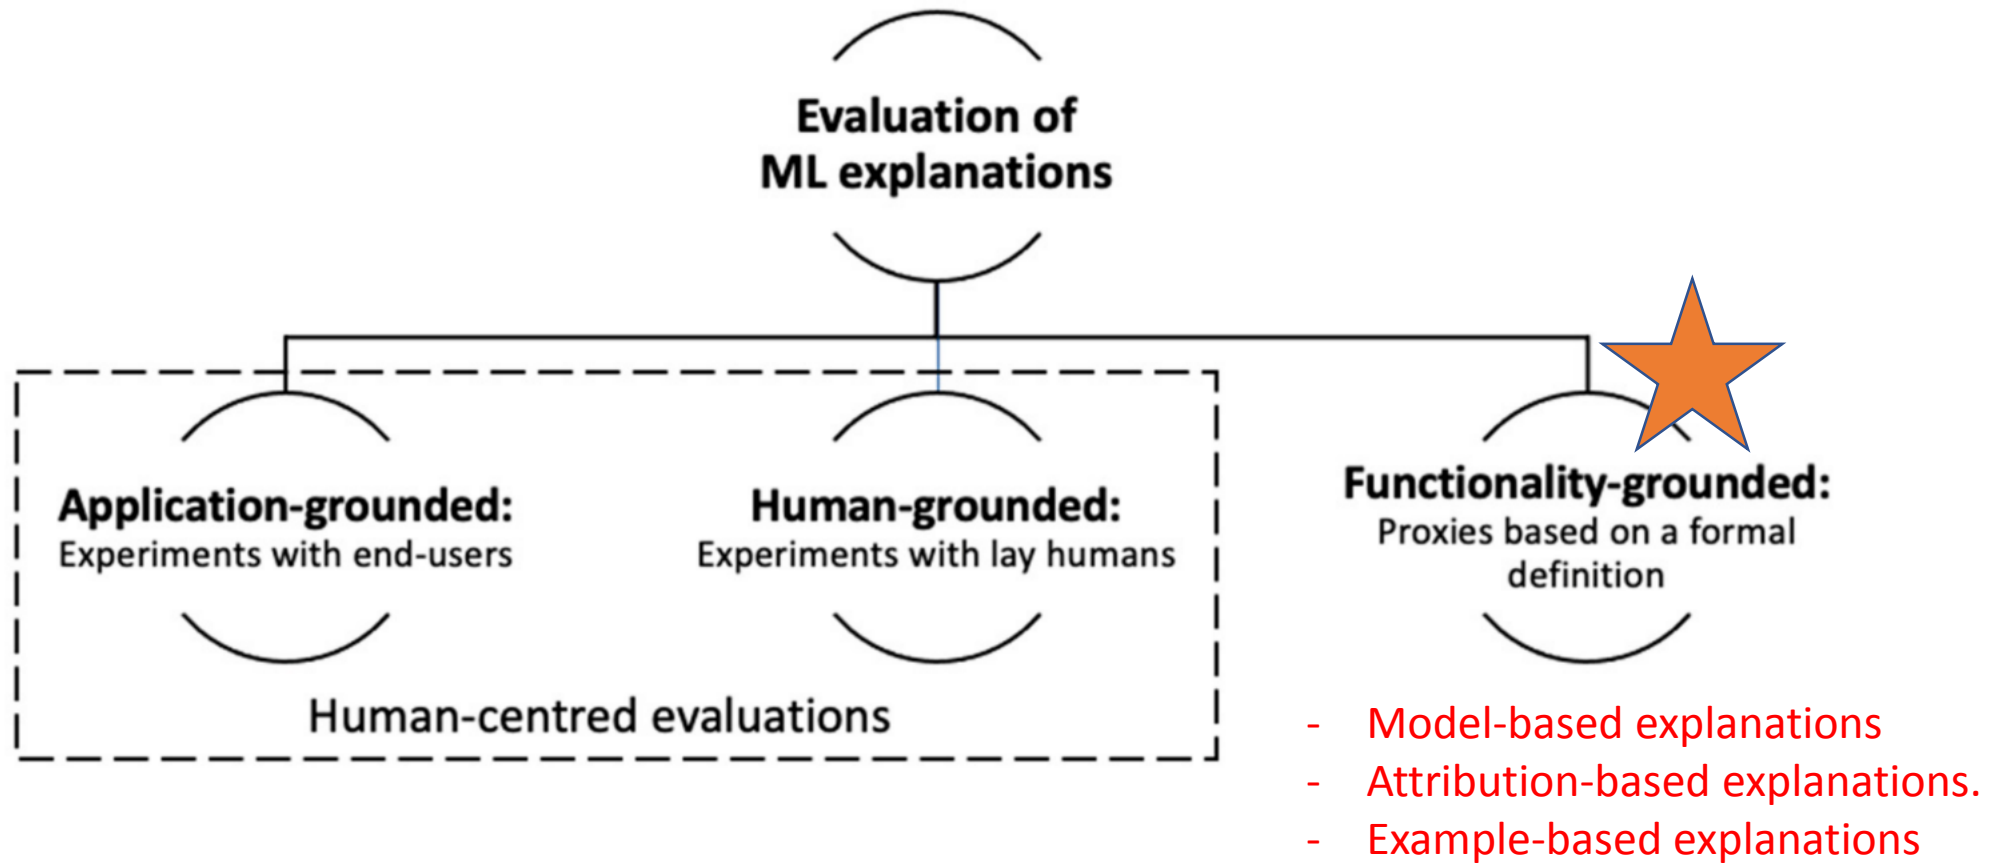 Evaluation of
ML explanations
Application-grounded:
Experiments with end-users
Human-grounded:
Experiments with lay humans
Functionality-grounded:
Proxies based on a formal
definition
Human-centred evaluations
- Model-based explanations
- Attribution-based explanations.
- Example-based explanations